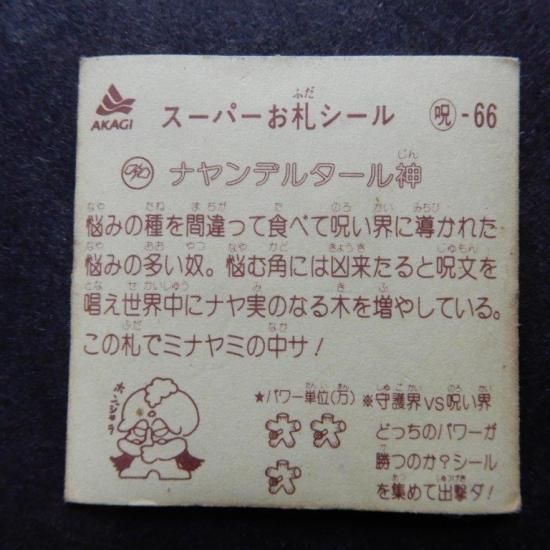 AKAGI スーパーお札シール ㊙呪-66
ナヤンデルタール神
悩みの種を間違って食べて呪い界に導かれた
悩みの多い奴。悩む角には凶来たると呪文を
唱え世界中にナヤ実のなる木を増やしている。
この札でミナヤミの中サ!
★パワー単位(万)
※守護界VS呪い界
どっちのパワーが
勝つのか?シール
を集めて出撃ダ!